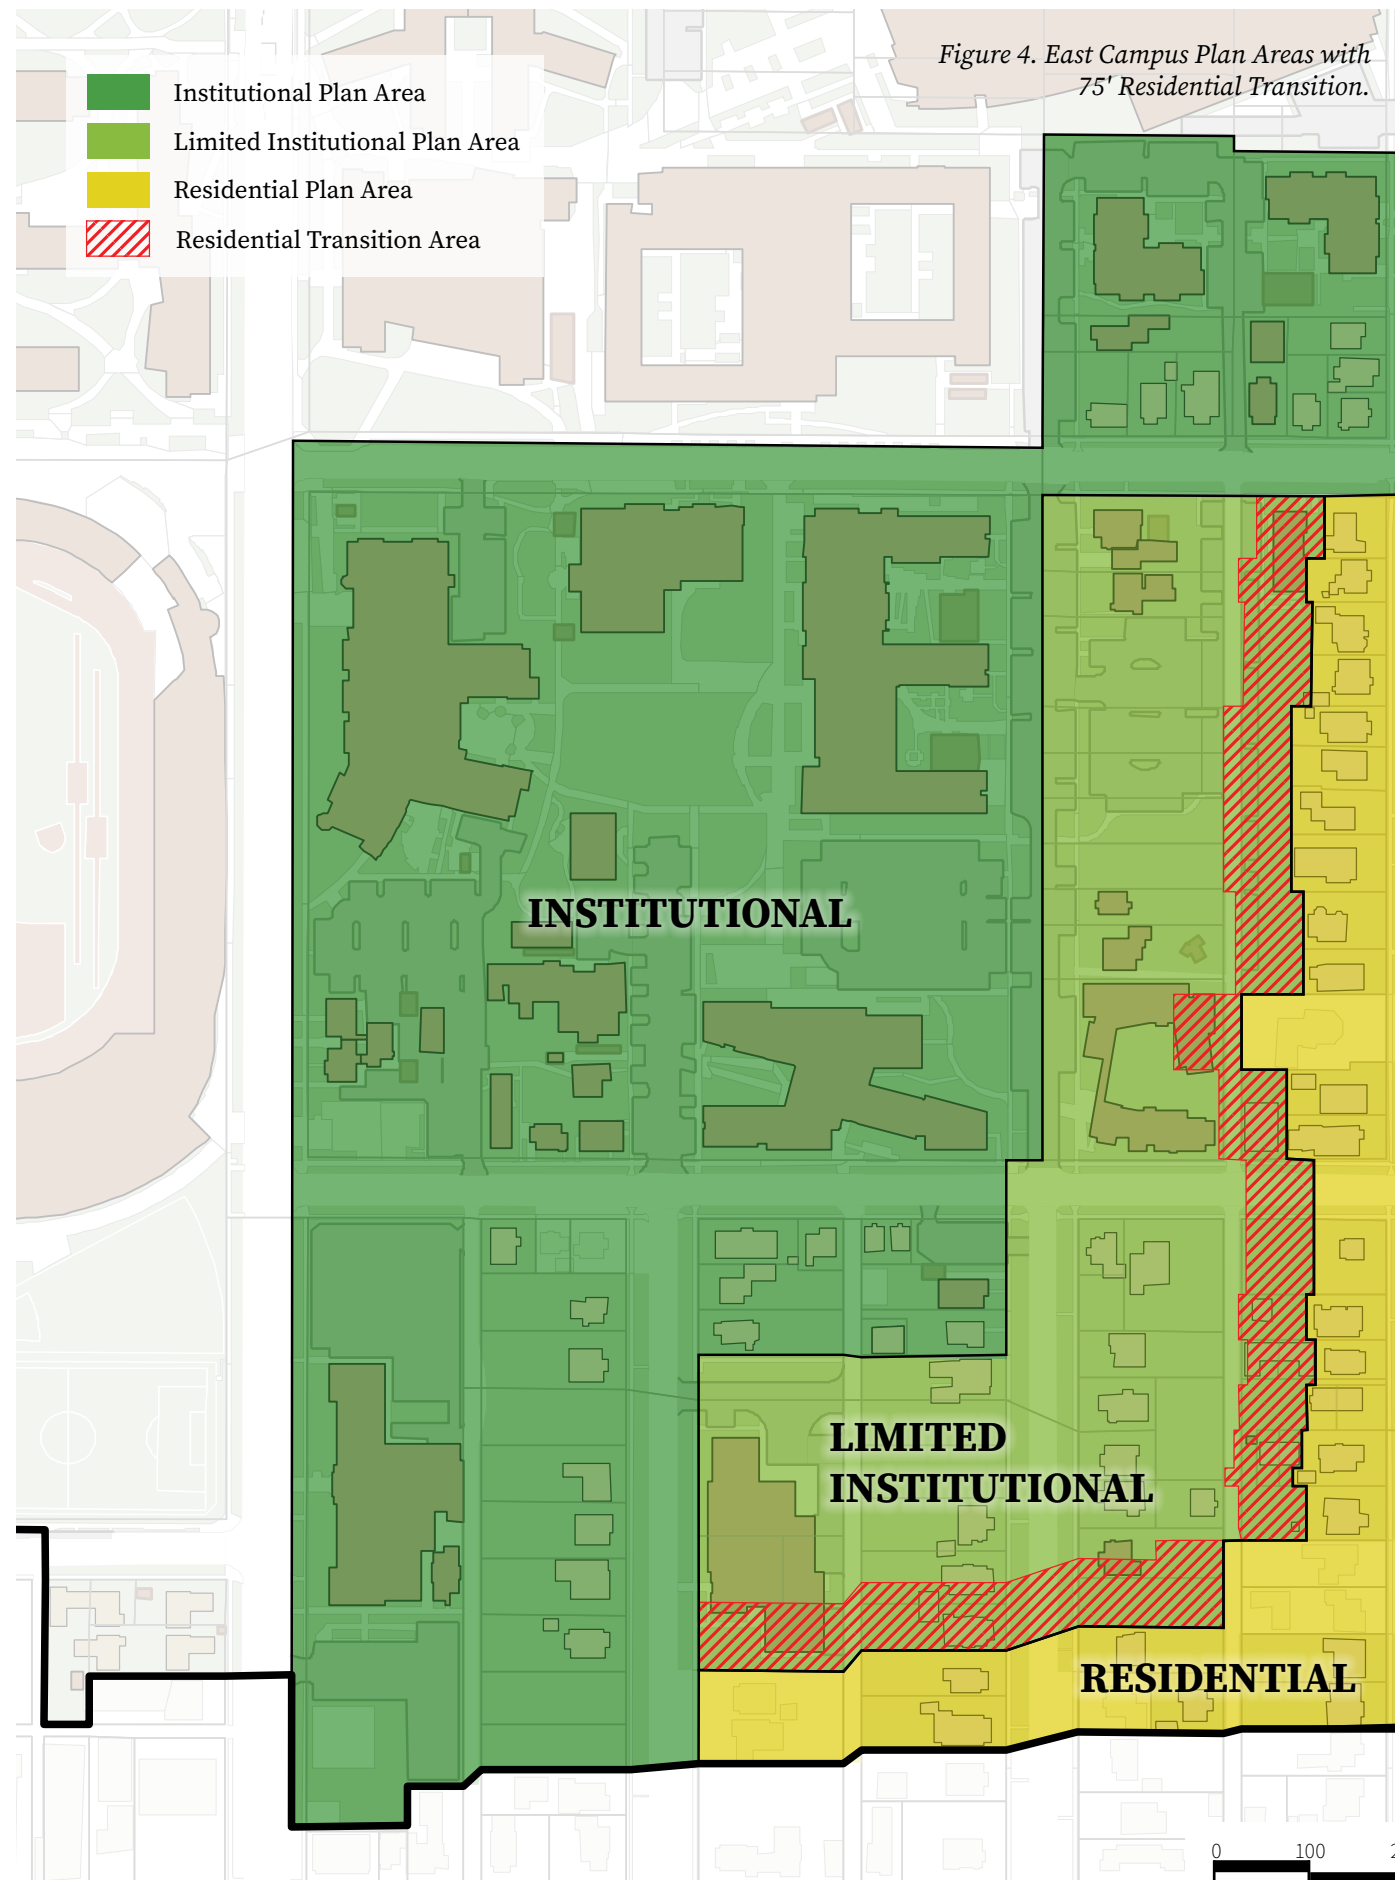 Figure 4. East Campus Plan Areas with
75' Residential Transition.
Institutional Plan Area
Limited Institutional Plan Area
Residential Plan Area
Residential Transition Area
INSTITUTIONAL
LIMITED
INSTITUTIONAL
RESIDENTIAL
0 100